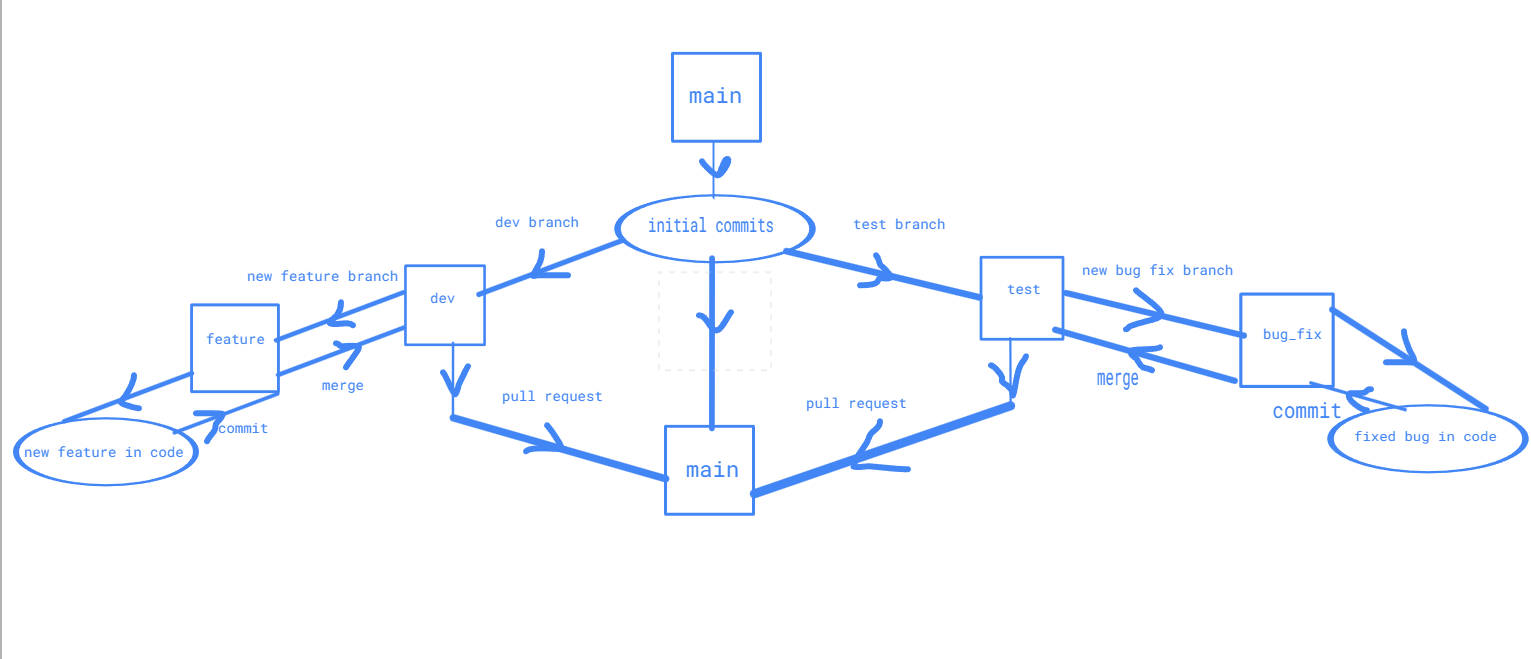 main
initial commits
dev branch
test branch
new feature branch
dev
test
new bug fix branch
feature
bug_fix
merge
merge
pull request
pull request
commit
commit
new feature in code
fixed bug in code
main